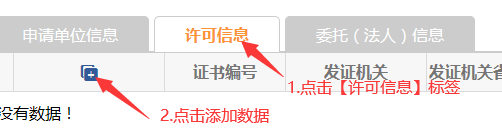 申请单位信息 许可信息 委托（法人）信息
证书编号 发证机关 发证机关省
1.点击【许可信息】标签
没有数据！ 2.点击添加数据